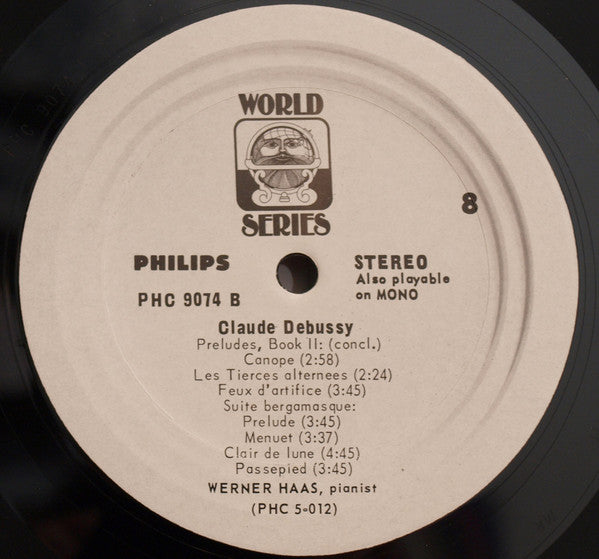 WORLD
SERIES
8
PHILIPS
STEREO
Also playable
on MONO
PHC 9074 B
Claude Debussy
Preludes, Book II: (concl.)
Canope (2:58)
Les Tierces alternees (2:24)
Feux d'artifice (3:45)
Suite bergamasque:
Prelude (3:45)
Menuet (3:37)
Clair de lune (4:45)
Passepied (3:45)
WERNER HAAS, pianist
(PHC 5-012)